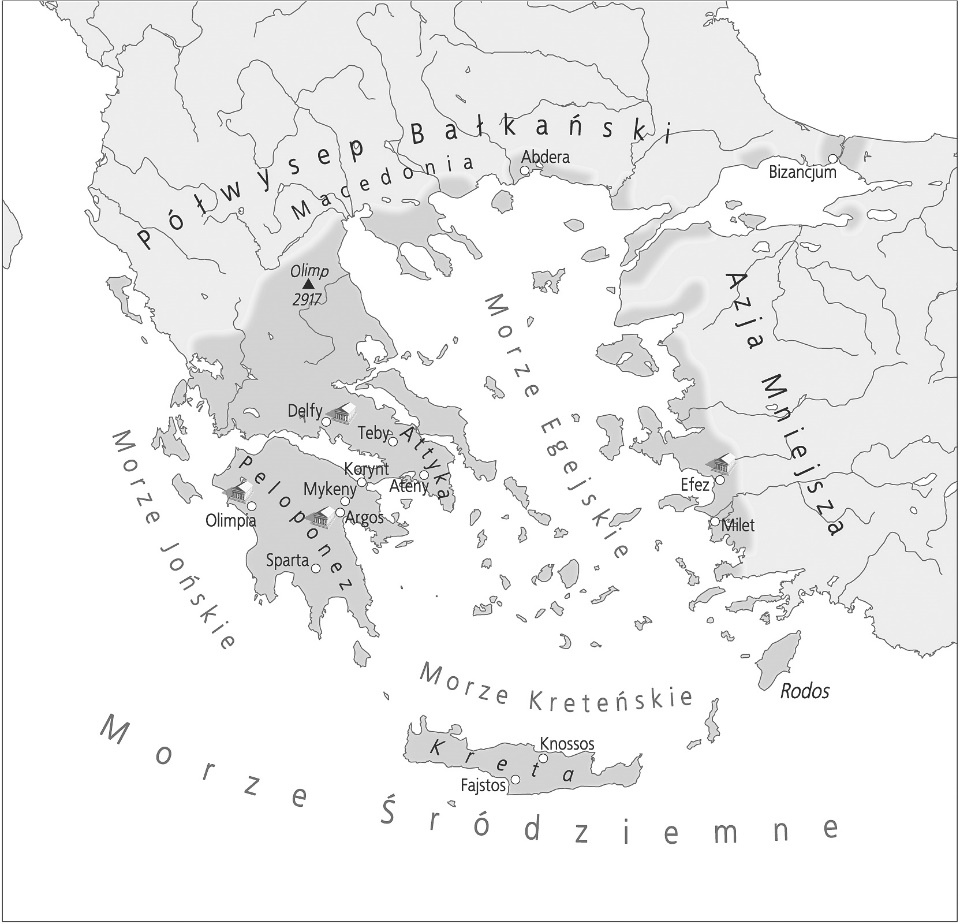 Półwysep Bałkański
Macedonia
Abdera
Bizancjum
Olimp
2917
Morze Egejskie
Azja Mniejsza
Delfy
Teby
Attyka
Korynt
Ateny
Mykeny
Argos
Peloponez
Olimpia
Sparta
Efez
Milet
Morze Jońskie
Rodos
Morze Kreteńskie
Kreta
Knossos
Fajstos
Morze Śródziemne